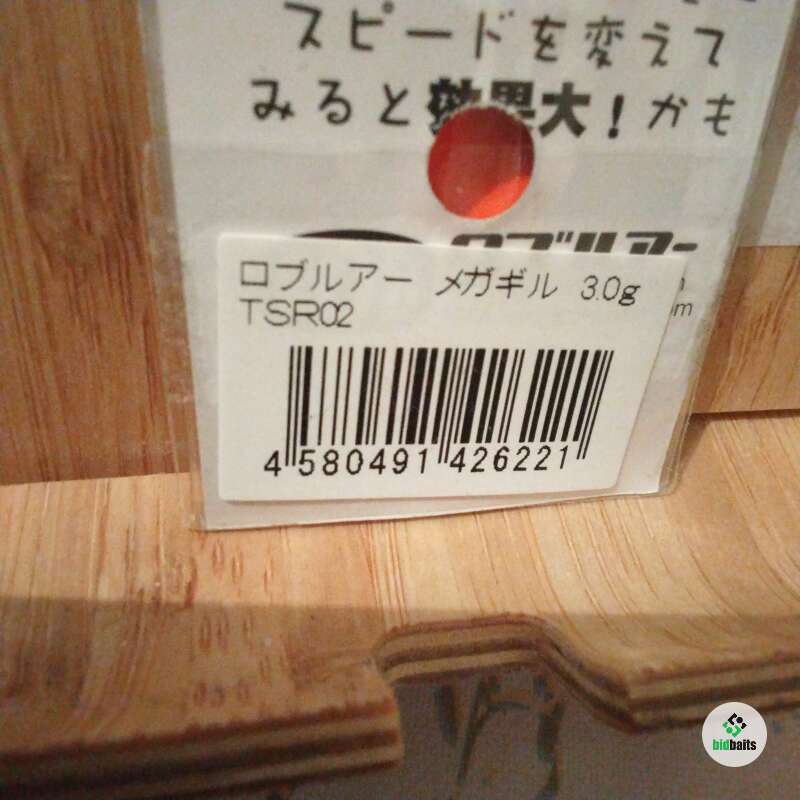 スピードを変えて
みると効果大!かも
ロブルアー
ロブルアー メガギル 3.0g
TSR02
4 580491 426221
bidbaits